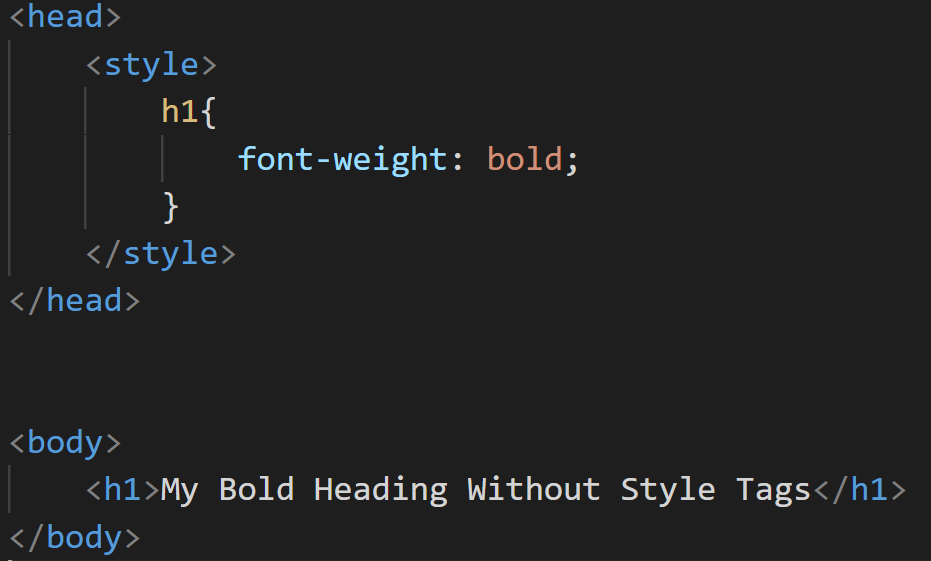 <head>
<style>
h1{
font-weight: bold;
}
</style>
</head>
<body>
<h1>My Bold Heading Without Style Tags</h1>
</body>